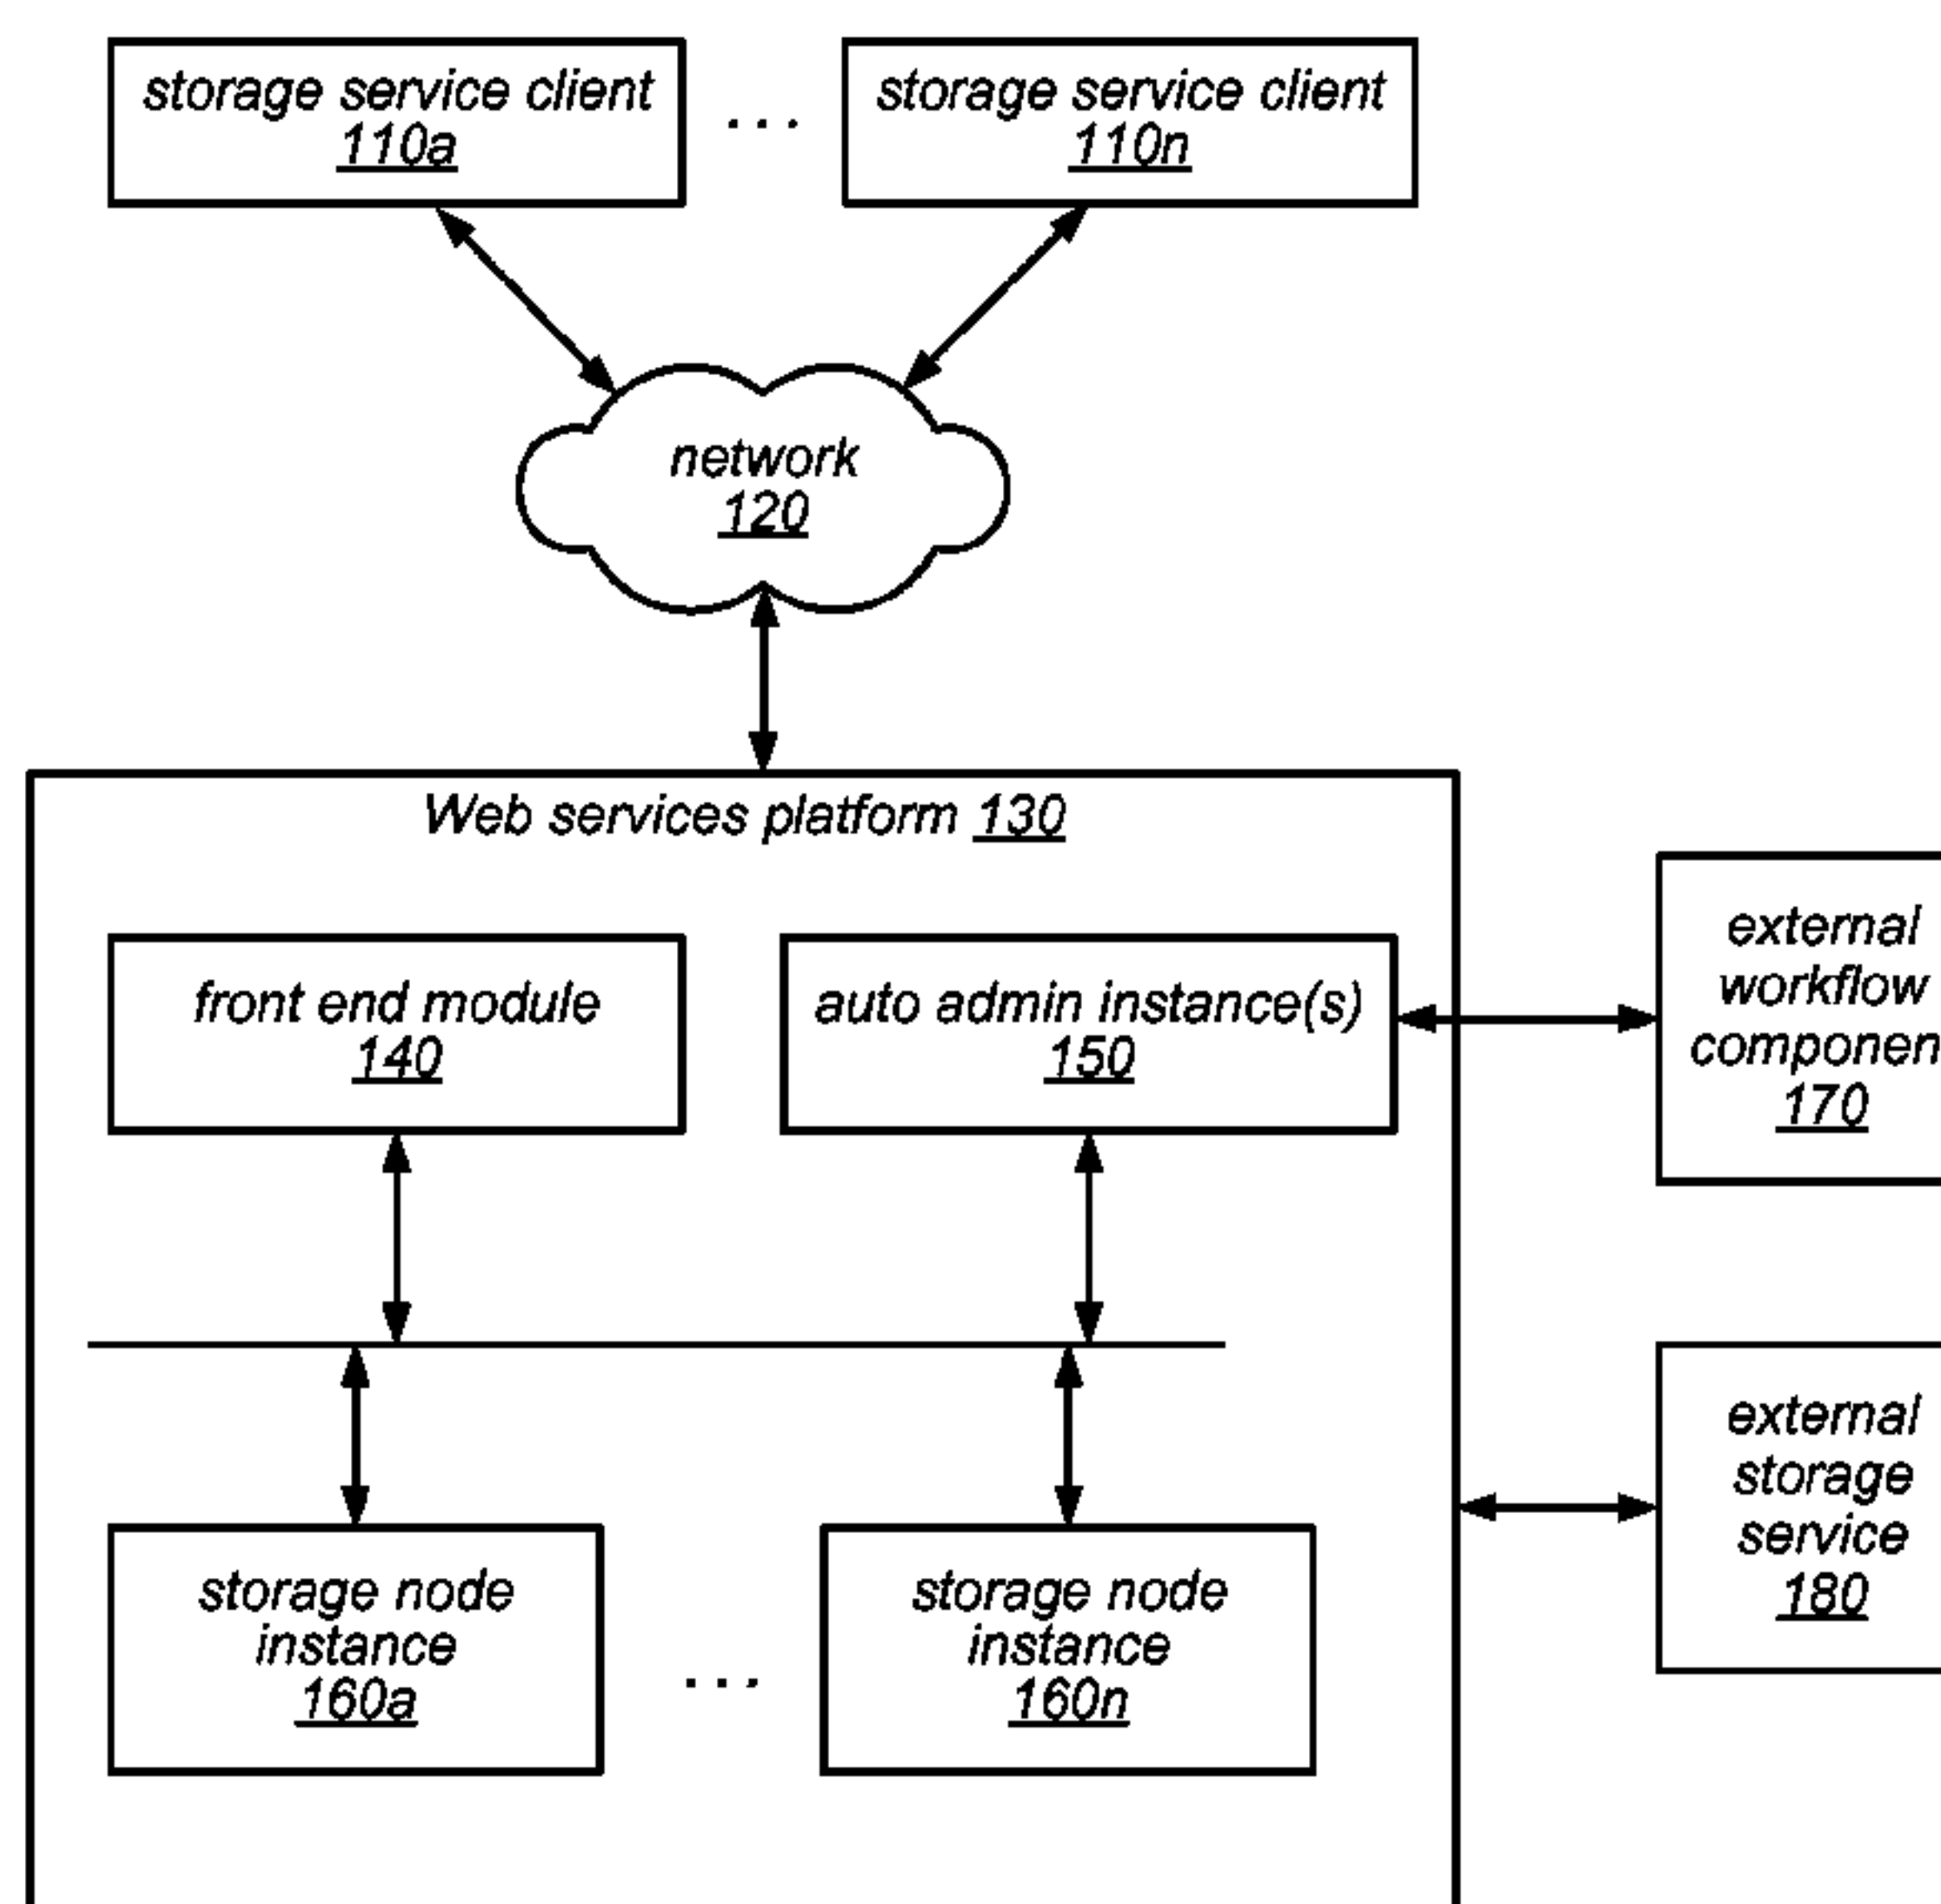 storage service client
110a
...
storage service client
110n
network
120
Web services platform 130
front end module
140
auto admin instance(s)
150
external
workflow
componen
170
external
storage
service
180
storage node
instance
160a
...
storage node
instance
160n